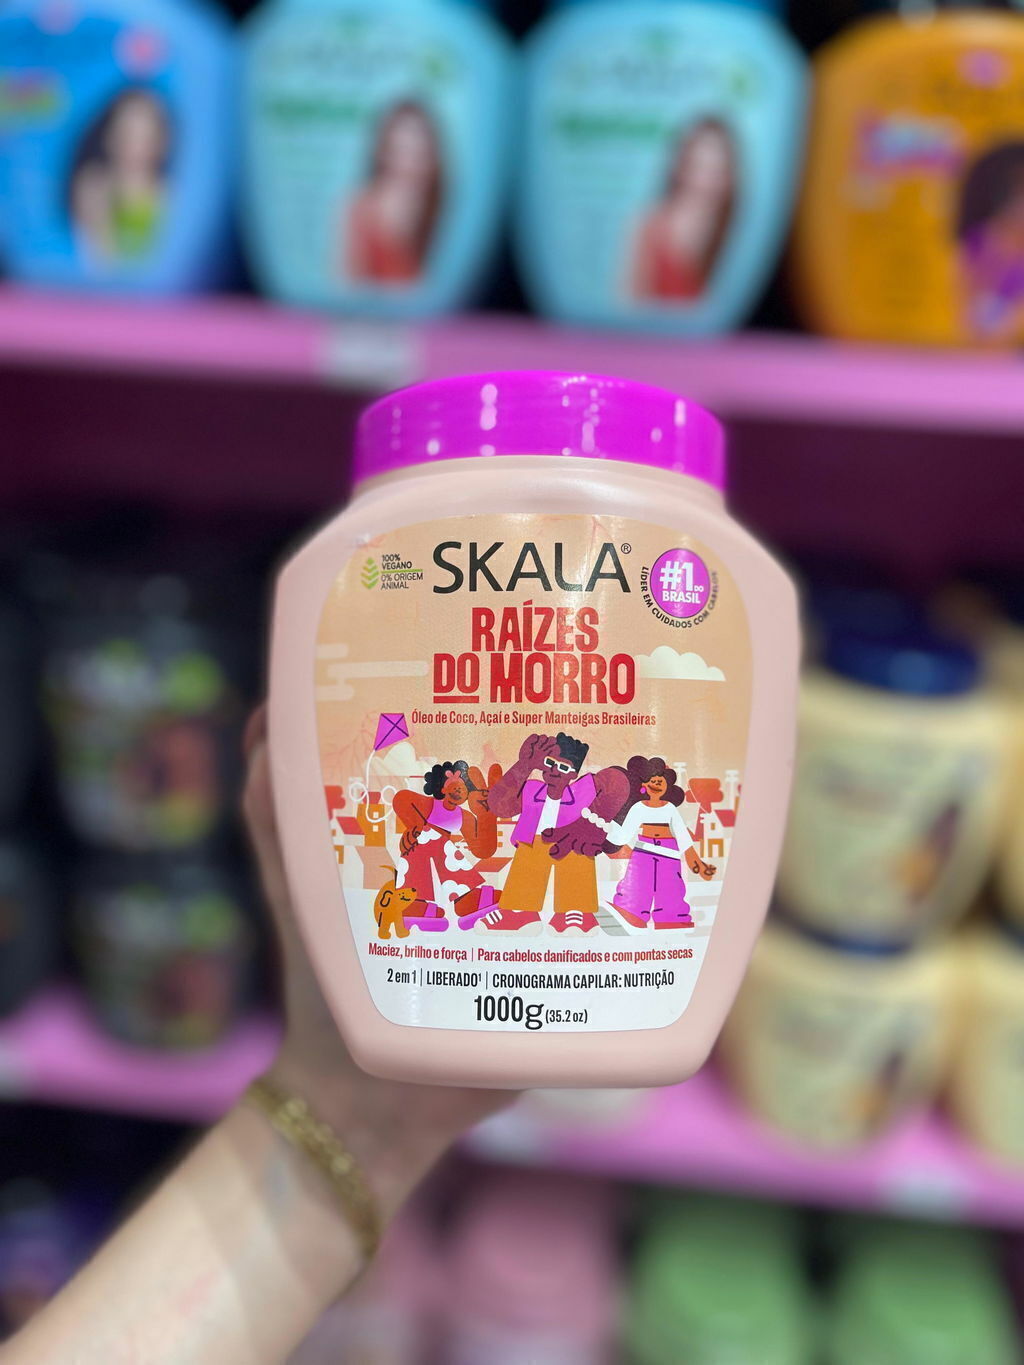 100%
VEGANO
0% ORIGEM
ANIMAL
SKALA®
#1 DO
BRASIL
LÍDER EM CUIDADOS COM CABELOS
RAÍZES
DO MORRO
Óleo de Coco, Açaí e Super Manteigas Brasileiras
Maciez, brilho e força | Para cabelos danificados e com pontas secas
2 em 1 | LIBERADO¹ | CRONOGRAMA CAPILAR: NUTRIÇÃO
1000g (35.2 oz)